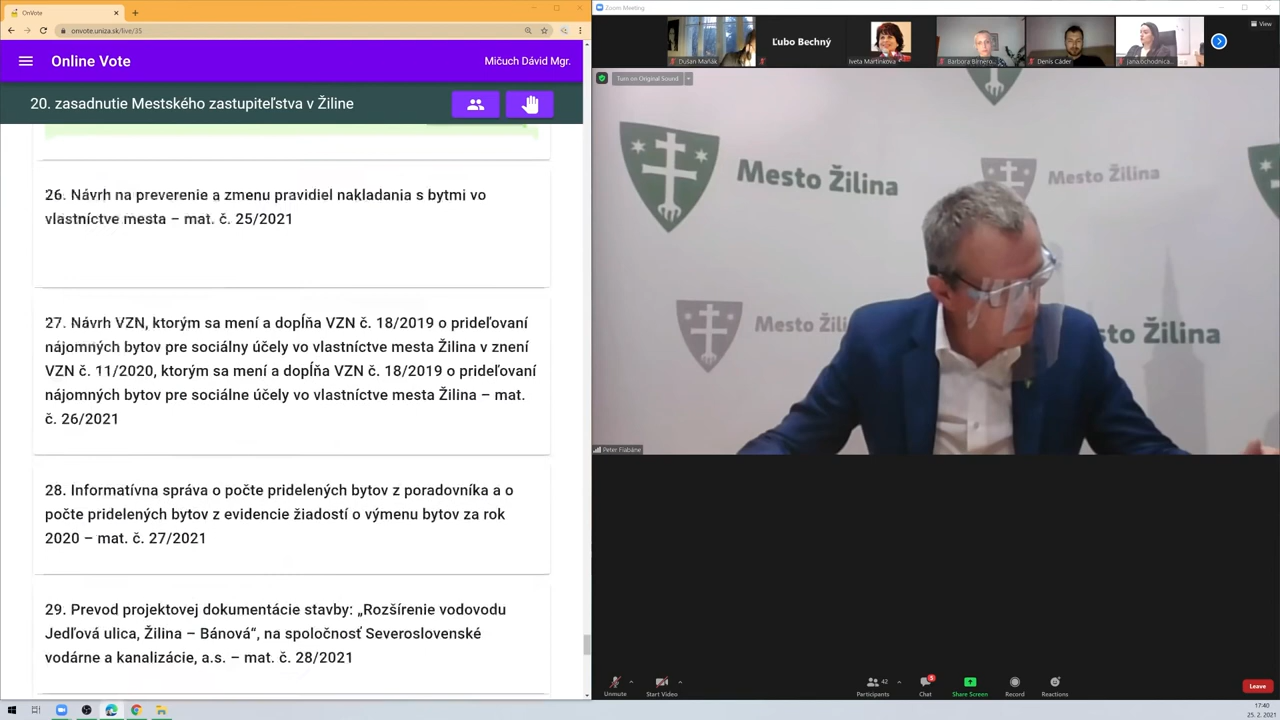 OnVote
onvote.uniza.sk/live/35
Online Vote
Mičuch Dávid Mgr.
20. zasadnutie Mestského zastupiteľstva v Žiline
26. Návrh na preverenie a zmenu pravidiel nakladania s bytmi vo
vlastníctve mesta – mat. č. 25/2021
27. Návrh VZN, ktorým sa mení a dopĺňa VZN č. 18/2019 o prideľovaní
nájomných bytov pre sociálny účely vo vlastníctve mesta Žilina v znení
VZN č. 11/2020, ktorým sa mení a dopĺňa VZN č. 18/2019 o prideľovaní
nájomných bytov pre sociálne účely vo vlastníctve mesta Žilina – mat.
č. 26/2021
28. Informatívna správa o počte pridelených bytov z poradovníka a o
počte pridelených bytov z evidencie žiadostí o výmenu bytov za rok
2020 – mat. č. 27/2021
29. Prevod projektovej dokumentácie stavby: „Rozšírenie vodovodu
Jedľová ulica, Žilina – Bánová“, na spoločnosť Severoslovenské
vodárne a kanalizácie, a.s. – mat. č. 28/2021
Zoom Meeting
View
Dušan Maňák
Ľubo Bechný
Iveta Martinková
Barbora Birnero...
Denis Cáder
Turn on Original Sound
Mesto Žilina
Mesto Žilina
Mesto Žilin
to Žilina
Peter Fiabáne
Unmute
Start Video
Participants
42
Chat
5
Share Screen
Record
Reactions
Leave
17:40
25. 2. 2021